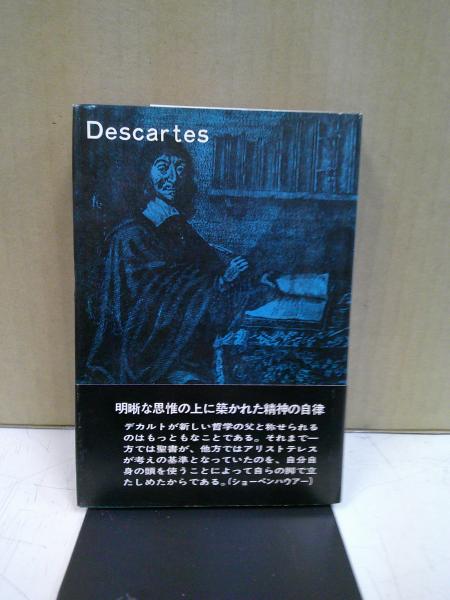 Descartes
明晰な思惟の上に築かれた精神の自律
デカルトが新しい哲学の父と称せられる
のはもっともなことである。それまで一
方では聖書が、他方ではアリストテレス
が考えの基準となっていたのを、自分自
身の頭を使うことによって自らの脚で立
たしめたからである。(ショーペンハウアー)